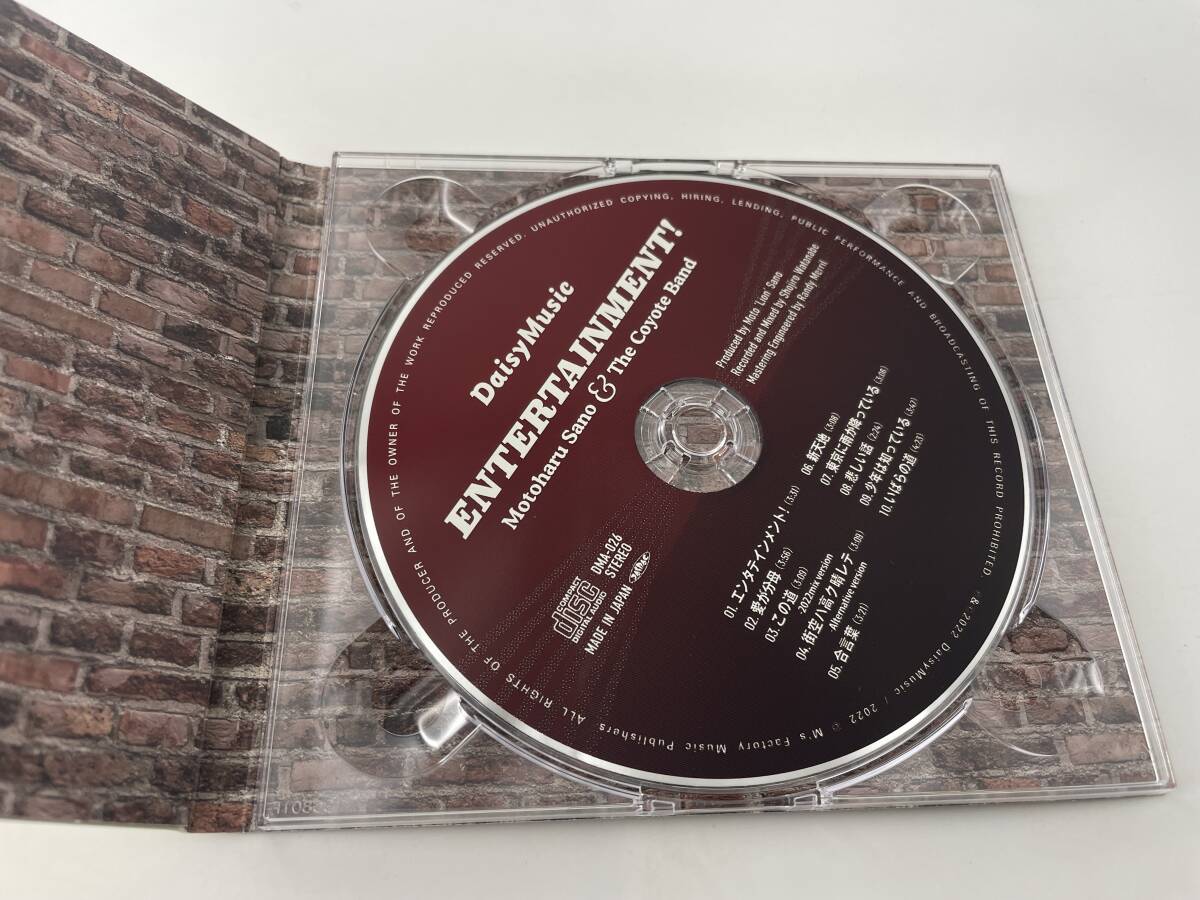 DaisyMusic
ENTERTAINMENT!
Motoharu Sano & The Coyote Band
Produced by Moto 'Lion' Sano
Recorded and Mixed by Shojiro Watanabe
Mastering Engineered by Randy Merril
COMPACT
disc
DIGITAL AUDIO
DMA-026
STEREO
MADE IN JAPAN
01. エンタテインメント! (3:31)
02. 愛が分母 (3:56)
03. この道 (3:09)
-2022mix version
04. 街空ハ高ク晴レテ (3:09)
-Alternative version
05. 合言葉 (3:21)
06. 新天地 (3:08)
07. 東京に雨が降っている (3:06)
08. 悲しい話 (2:24)
09. 少年は知っている (3:47)
10. いばらの道 (4:23)
ALL RIGHTS OF THE PRODUCER AND OF THE OWNER OF THE WORK REPRODUCED RESERVED. UNAUTHORIZED COPYING, HIRING, LENDING, PUBLIC PERFORMANCE AND BROADCASTING OF THIS RECORD PROHIBITED.
& 2022 DaisyMusic / 2022 © M's Factory Music Publishers